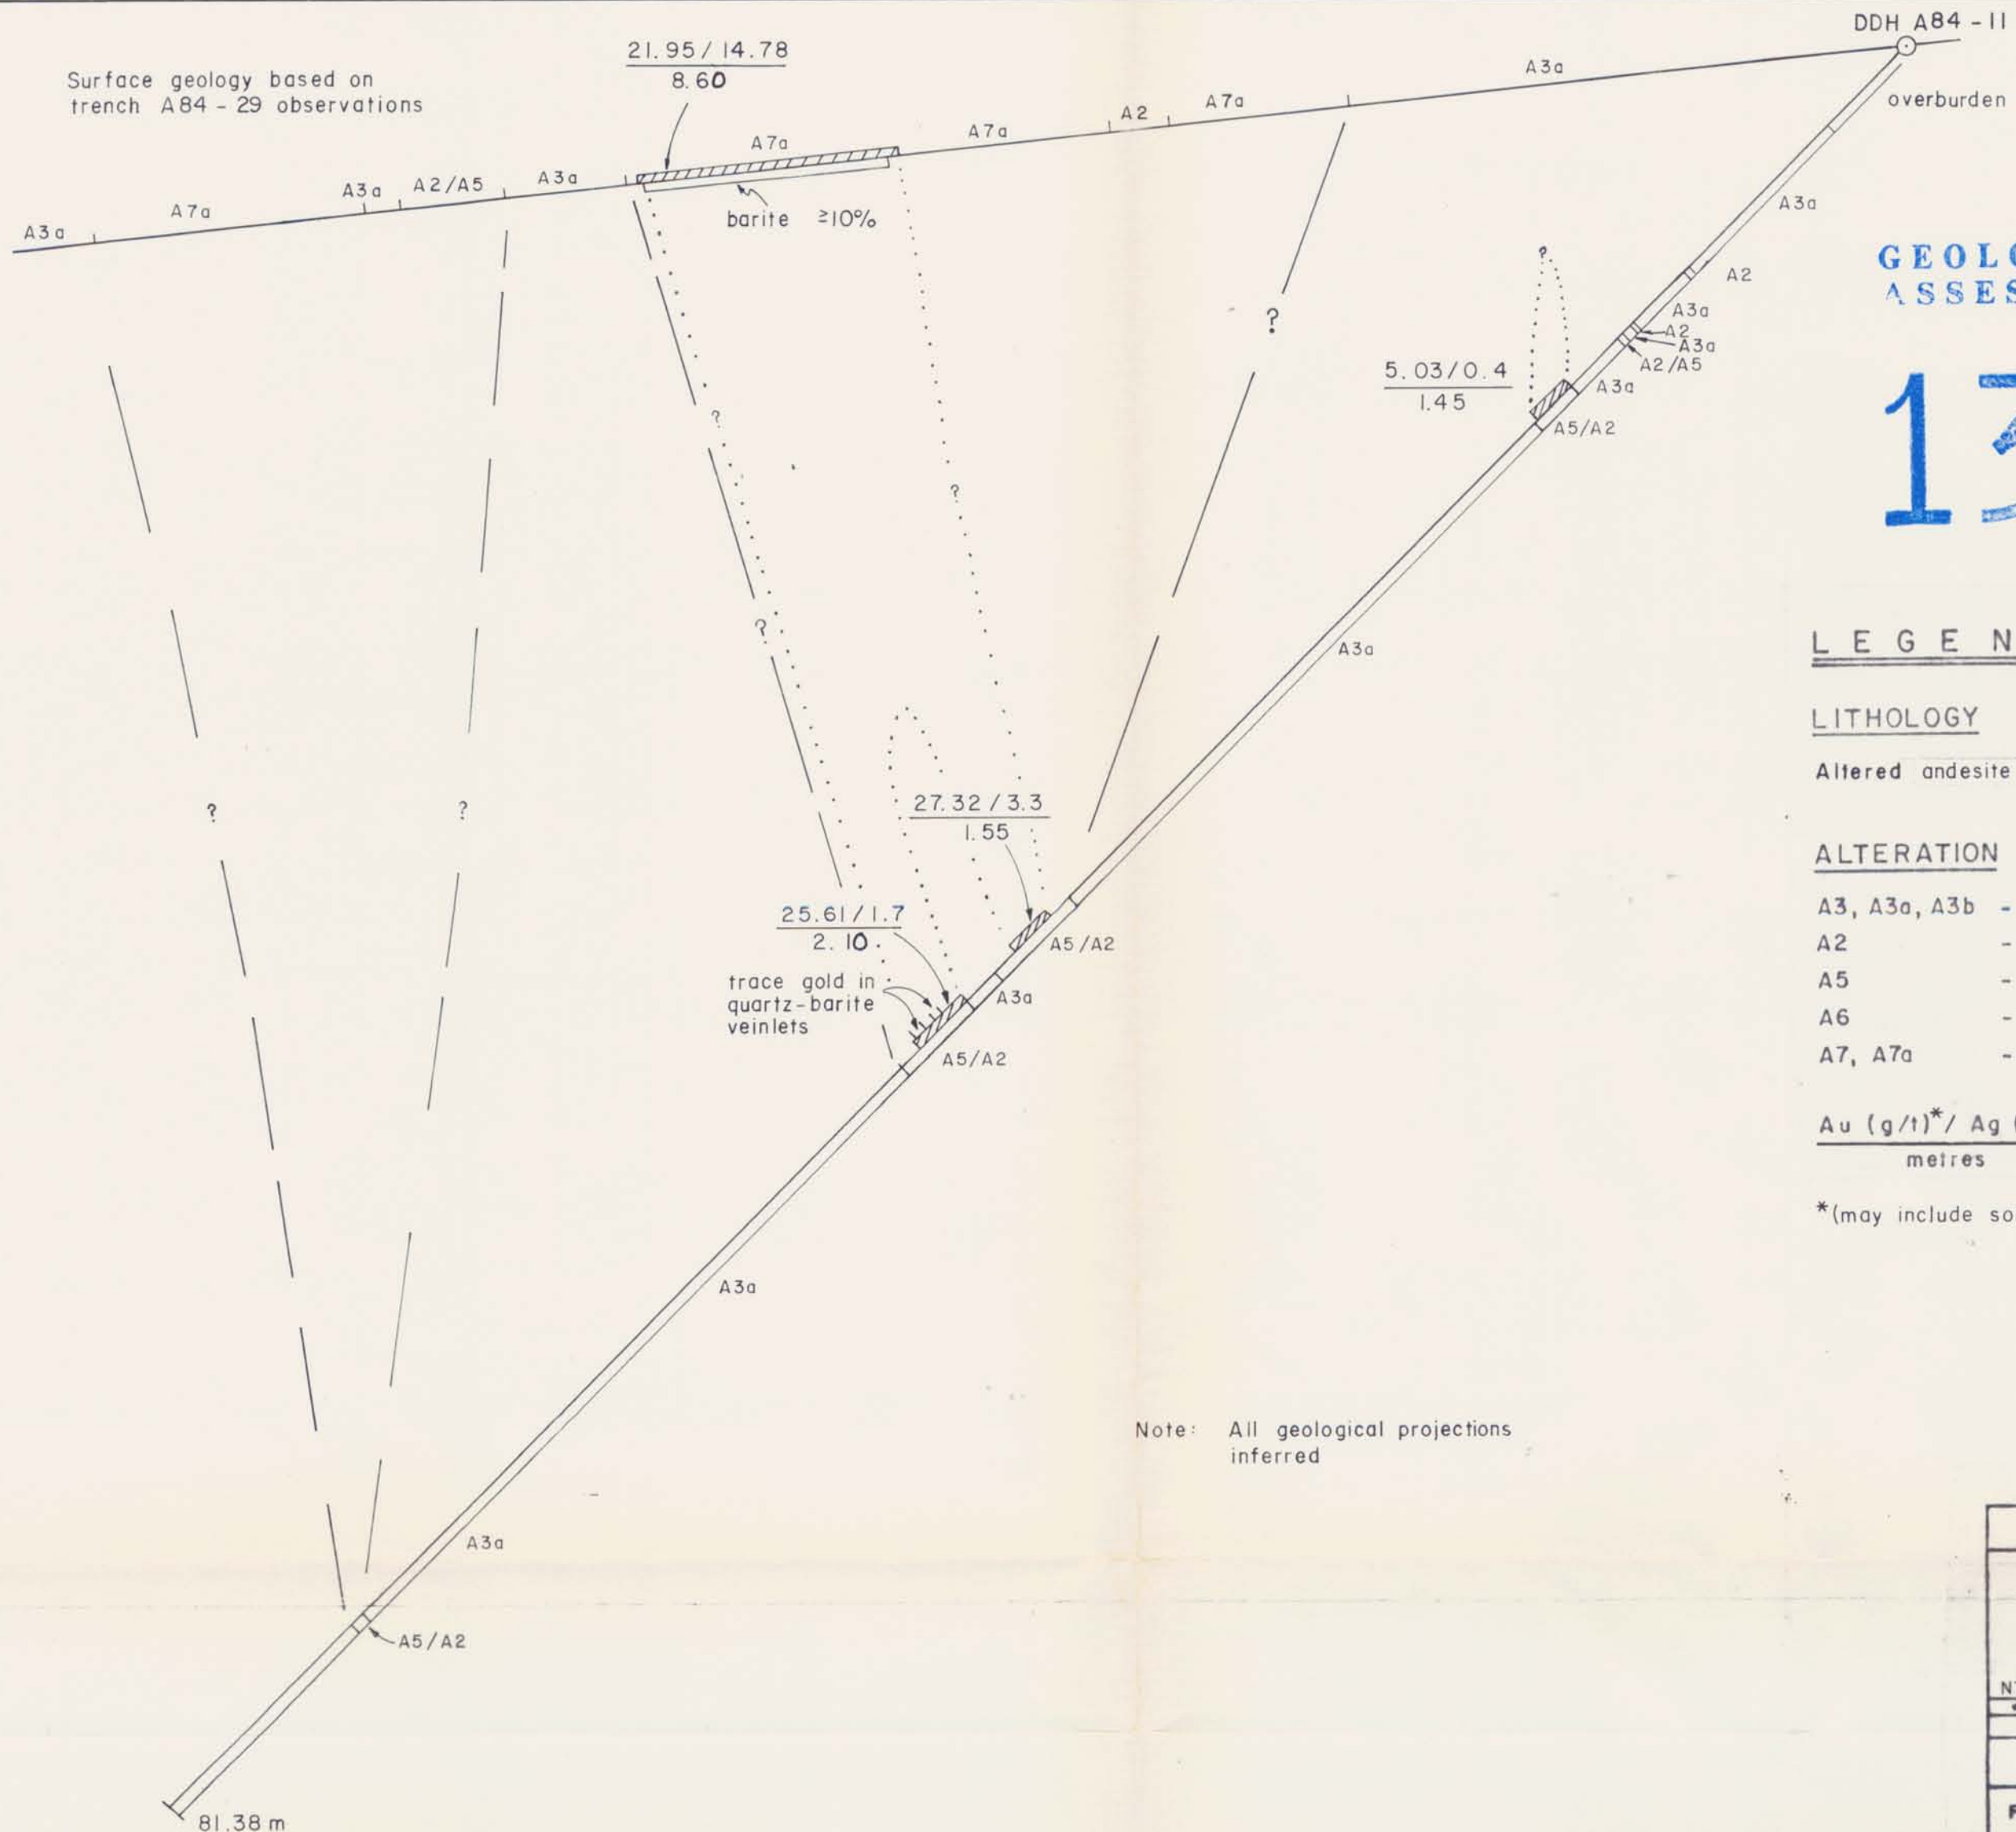 DDH A84-11
Surface geology based on
trench A84-29 observations
21.95/14.78
8.60
A3a
A7a
A3a
A2/A5
A3a
A7a
A7a
A2
A7a
A3a
barite ≥10%
overburden
A3a
A2
A3a
A2
A3a
A2/A5
A3a
5.03/0.4
1.45
A5/A2
?
?
?
?
?
?
?
A3a
27.32/3.3
1.55
A5/A2
25.61/1.7
2.10
A3a
trace gold in
quartz-barite
veinlets
A5/A2
A3a
A3a
A5/A2
81.38 m
Note: All geological projections
inferred
GEOLO
ASSES
13
LEGEN
LITHOLOGY
Altered andesite
ALTERATION
A3, A3a, A3b -
A2 -
A5 -
A6 -
A7, A7a -
Au (g/t)*/ Ag (
metres
*(may include so